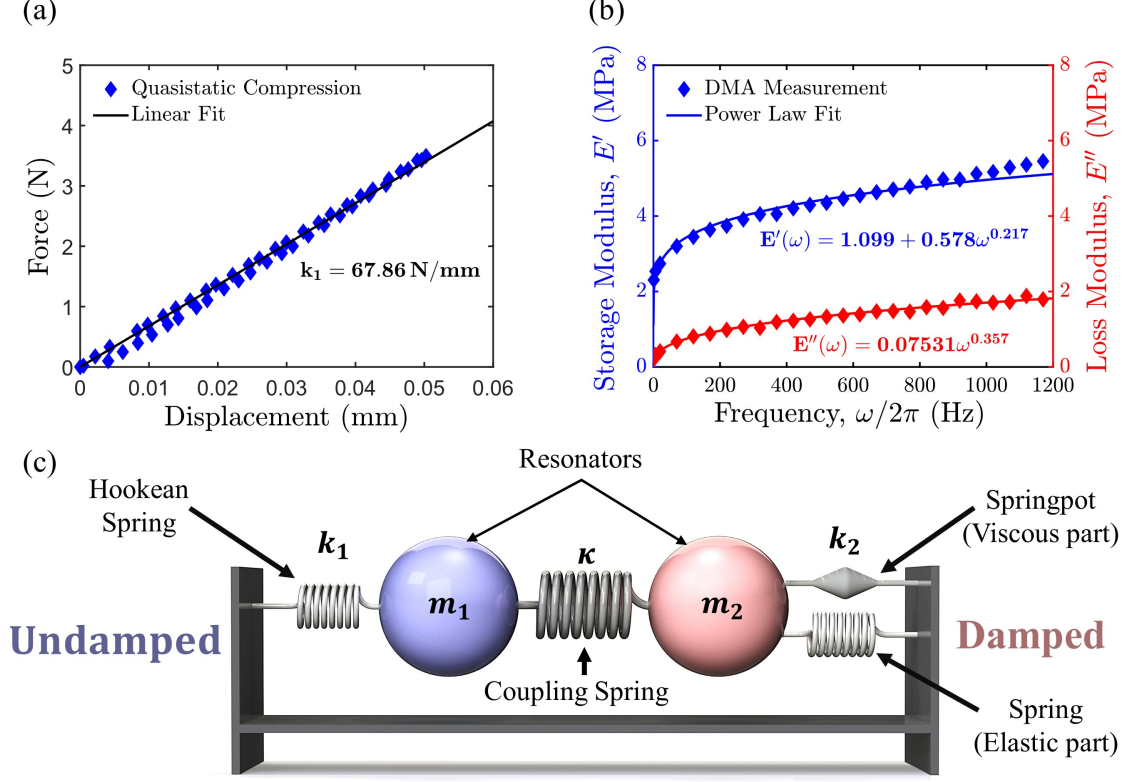 (a)
5
4
3
2
1
0
Force (N)
Quasistatic Compression
Linear Fit
k₁ = 67.86 N/mm
0 0.01 0.02 0.03 0.04 0.05 0.06
Displacement (mm)
(b)
8
6
4
2
0
Storage Modulus, E′ (MPa)
DMA Measurement
Power Law Fit
E′(ω) = 1.099 + 0.578ω^0.217
E″(ω) = 0.07531ω^0.357
8
6
4
2
0
Loss Modulus, E″ (MPa)
0 200 400 600 800 1000 1200
Frequency, ω/2π (Hz)
(c)
Resonators
Hookean
Spring
Springpot
(Viscous part)
k₁
κ
k₂
m₁
m₂
Undamped
Damped
Coupling Spring
Spring
(Elastic part)